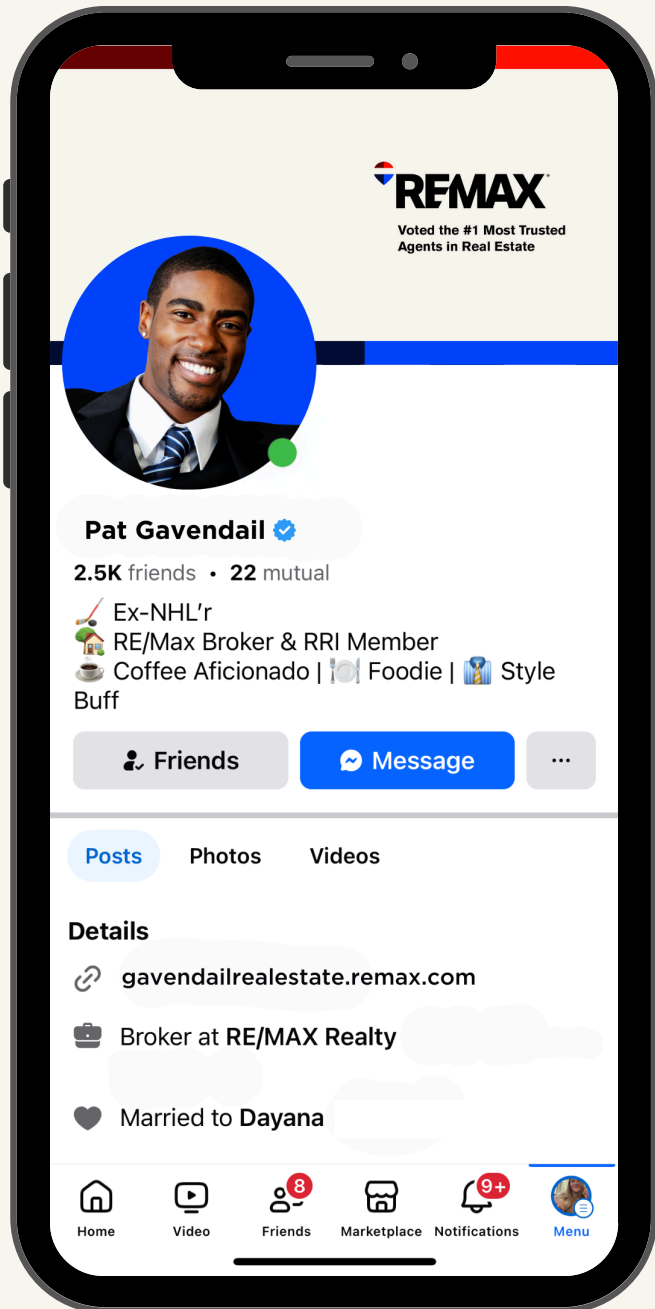 REMAX
Voted the #1 Most Trusted
Agents in Real Estate
Pat Gavendail
2.5K friends • 22 mutual
🏒 Ex-NHL’r
🏡 RE/Max Broker & RRI Member
☕ Coffee Aficionado | 🍽️ Foodie | 👔 Style
Buff
Friends
Message
...
Posts Photos Videos
Details
gavendailrealestate.remax.com
Broker at RE/MAX Realty
Married to Dayana
8
9+
Home Video Friends Marketplace Notifications Menu